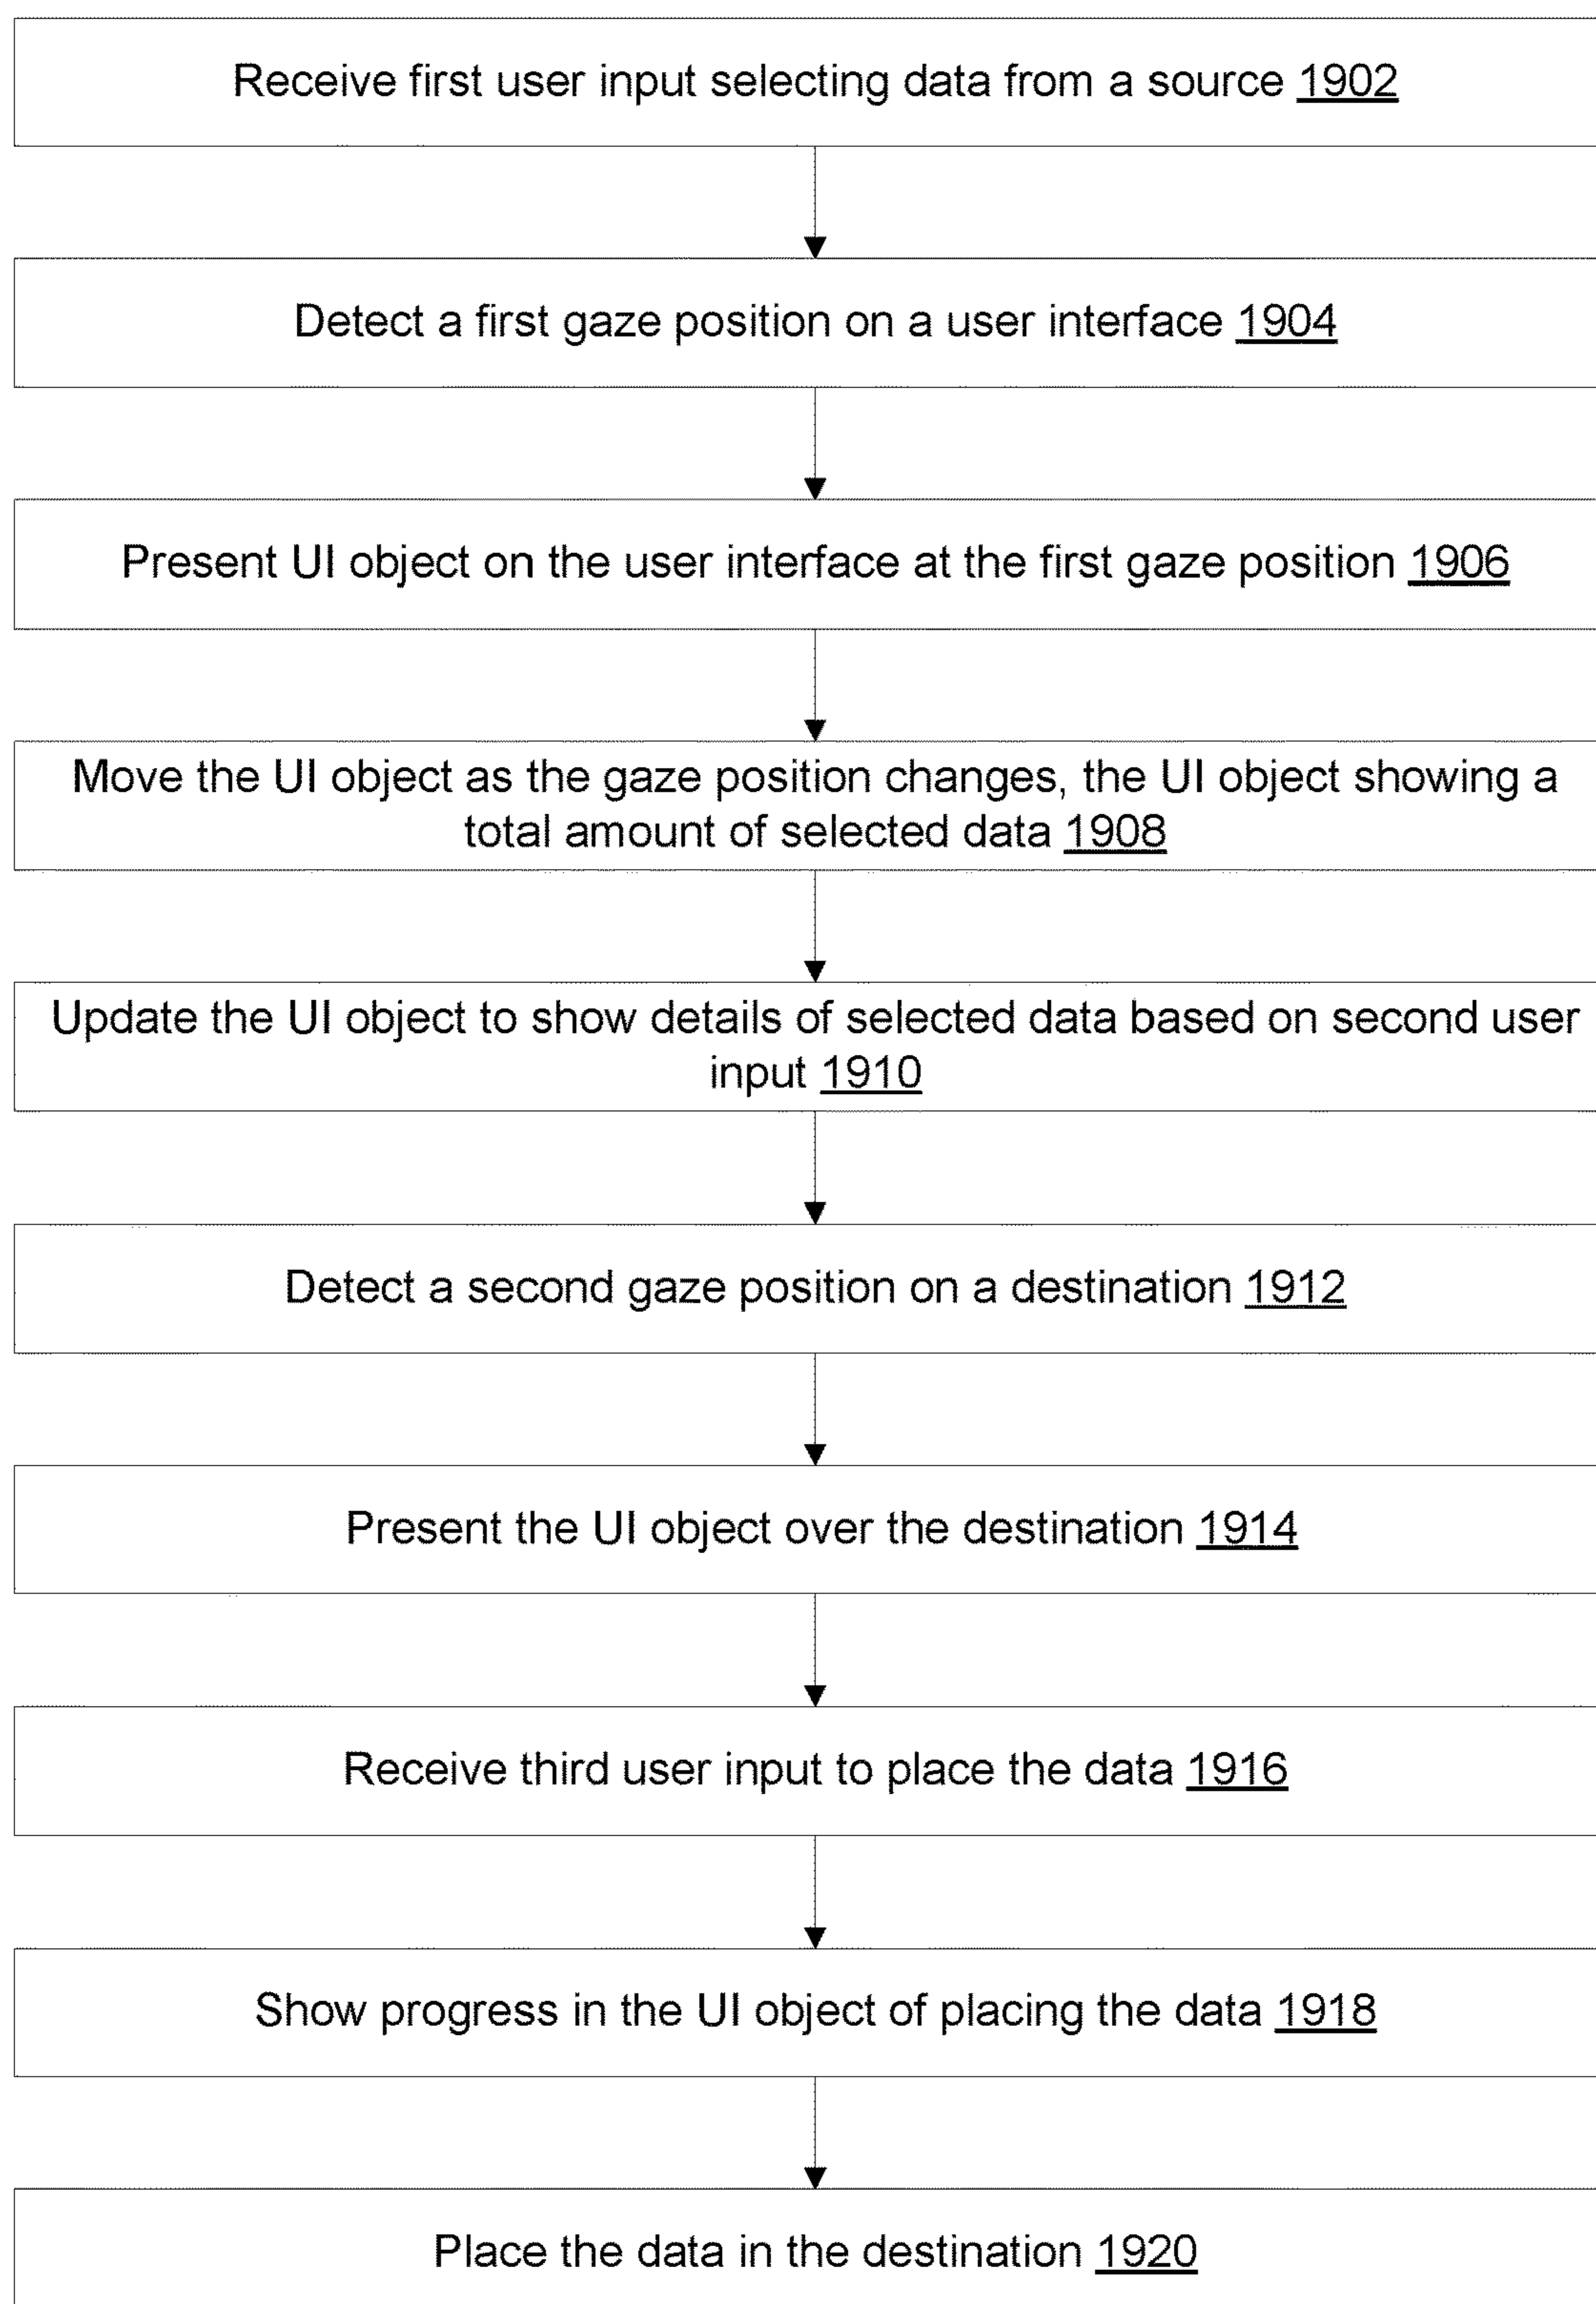 Receive first user input selecting data from a source 1902
Detect a first gaze position on a user interface 1904
Present UI object on the user interface at the first gaze position 1906
Move the UI object as the gaze position changes, the UI object showing a
total amount of selected data 1908
Update the UI object to show details of selected data based on second user
input 1910
Detect a second gaze position on a destination 1912
Present the UI object over the destination 1914
Receive third user input to place the data 1916
Show progress in the UI object of placing the data 1918
Place the data in the destination 1920